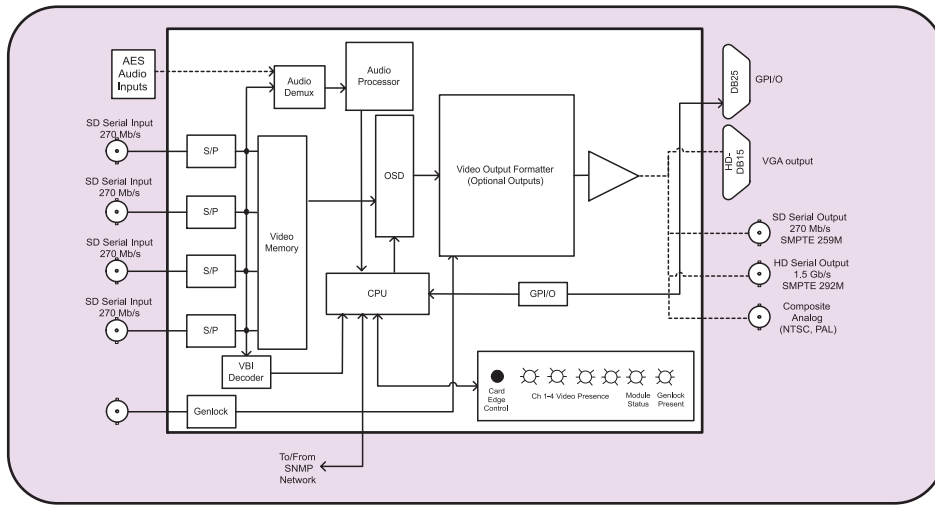 AES
Audio
Inputs
SD Serial Input
270 Mb/s
SD Serial Input
270 Mb/s
SD Serial Input
270 Mb/s
SD Serial Input
270 Mb/s
S/P
S/P
S/P
S/P
Genlock
Audio
Demux
Audio
Processor
Video
Memory
VBI
Decoder
OSD
CPU
Video Output Formatter
(Optional Outputs)
GPI/O
Card
Edge
Control
Ch 1-4 Video Presence
Module
Status
Genlock
Present
To/From
SNMP
Network
DB25
GPI/O
HD-
DB15
VGA output
SD Serial Output
270 Mb/s
SMPTE 259M
HD Serial Output
1.5 Gb/s
SMPTE 292M
Composite
Analog
(NTSC, PAL)